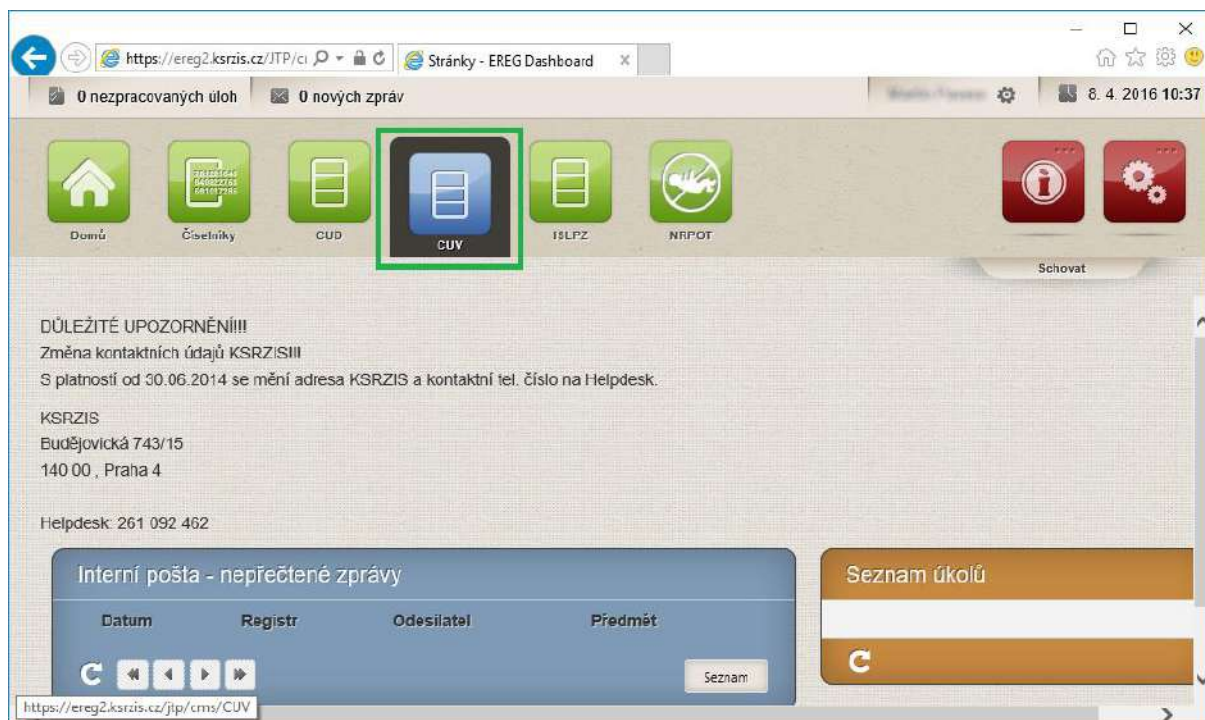 https://ereg2.ksrzis.cz/JTP/cr
Stránky - EREG Dashboard
0 nezpracovaných úloh
0 nových zpráv
8. 4. 2016 10:37
Domů
Číselníky
CUD
CUV
ISLPZ
NRPOT
Schovat
DŮLEŽITÉ UPOZORNĚNÍ!!!
Změna kontaktních údajů KSRZIS!!!
S platností od 30.06.2014 se mění adresa KSRZIS a kontaktní tel. číslo na Helpdesk.
KSRZIS
Budějovická 743/15
140 00 , Praha 4
Helpdesk: 261 092 462
Interní pošta - nepřečtené zprávy
Seznam úkolů
Datum Registr Odesilatel Předmět
Seznam
https://ereg2.ksrzis.cz/jtp/cms/CUV